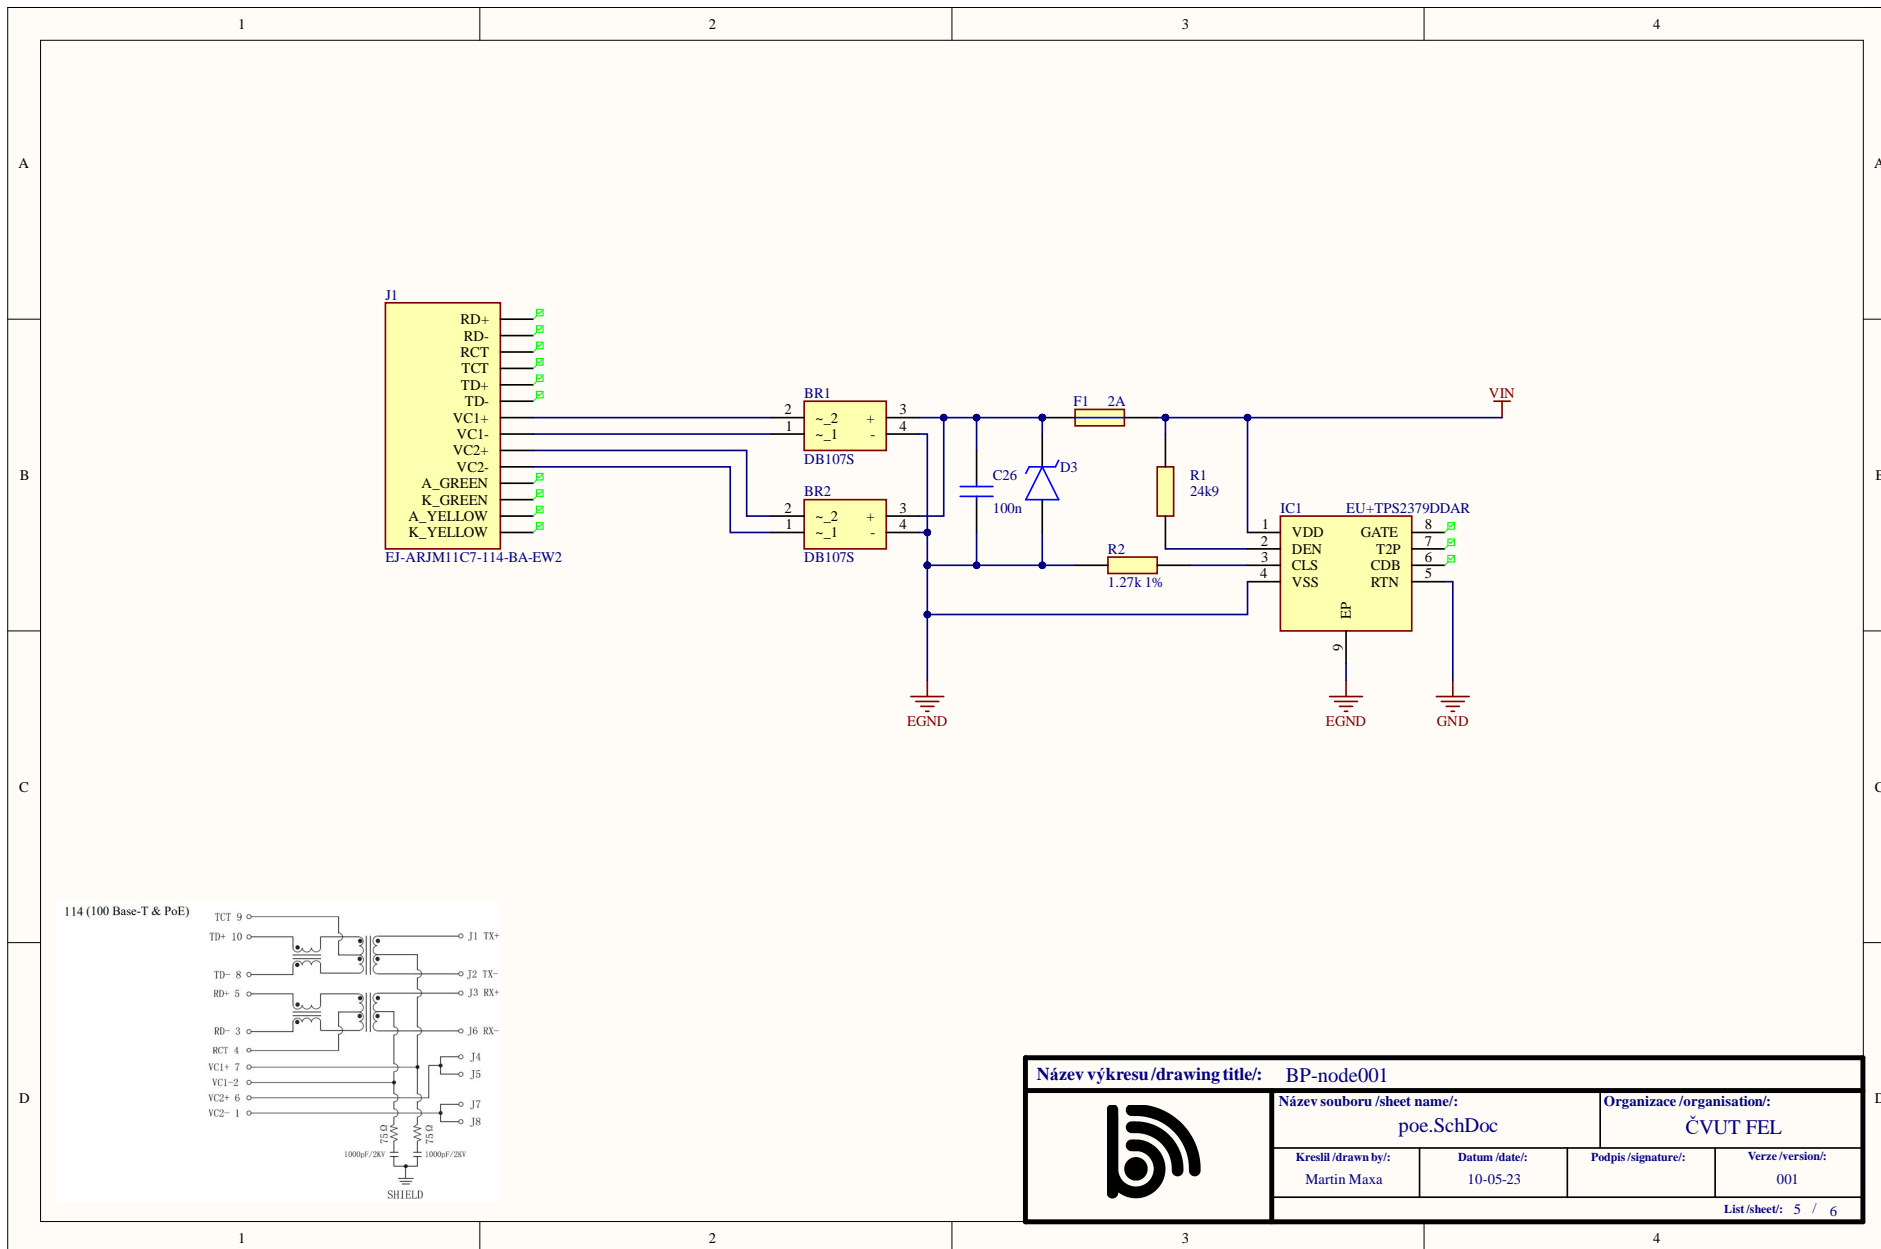 1 2 3 4
A A
B B
C C
D D
J1
RD+
RD-
RCT
TCT
TD+
TD-
VC1+
VC1-
VC2+
VC2-
A_GREEN
K_GREEN
A_YELLOW
K_YELLOW
EJ-ARJM11C7-114-BA-EW2
BR1
2 ~_2 + 3
1 ~_1 - 4
DB107S
BR2
2 ~_2 + 3
1 ~_1 - 4
DB107S
C26
100n
D3
F1 2A
R1
24k9
R2
1.27k 1%
VIN
IC1 EU+TPS2379DDAR
1 VDD GATE 8
2 DEN T2P 7
3 CLS CDB 6
4 VSS RTN 5
EP
9
EGND
EGND
GND
114 (100 Base-T & PoE)
TCT 9
TD+ 10
TD- 8
RD+ 5
RD- 3
RCT 4
VC1+ 7
VC1-2
VC2+ 6
VC2- 1
J1 TX+
J2 TX-
J3 RX+
J6 RX-
J4
J5
J7
J8
75Ω 75Ω
1000pF/2KV 1000pF/2KV
SHIELD
Název výkresu /drawing title/: BP-node001
Název souboru /sheet name/: Organizace /organisation/:
poe.SchDoc ČVUT FEL
Kreslil /drawn by/: Datum /date/: Podpis /signature/: Verze /version/:
Martin Maxa 10-05-23 001
List /sheet/: 5 / 6
1 2 3 4